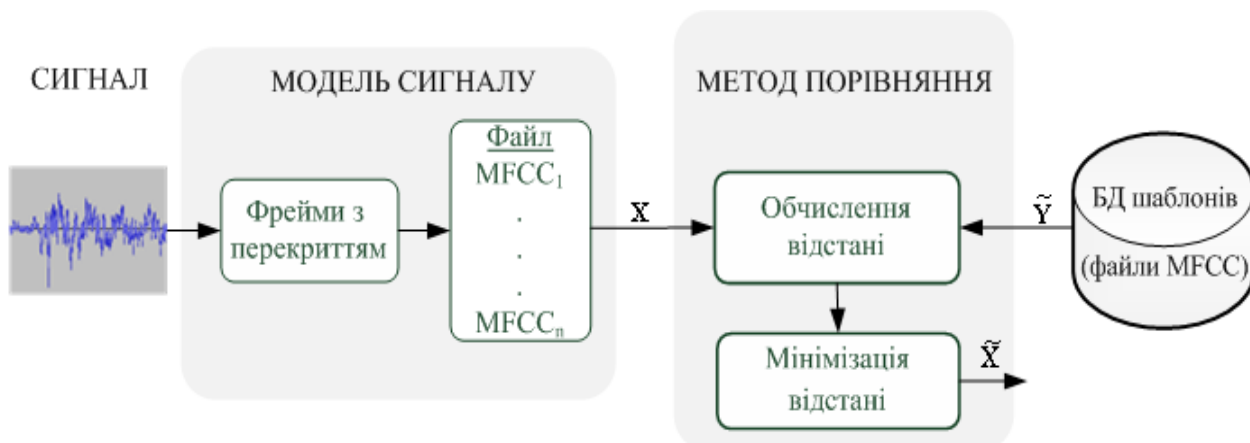 СИГНАЛ
МОДЕЛЬ СИГНАЛУ
Фрейми з
перекриттям
Файл
MFCC₁
.
.
.
MFCCₙ
X
МЕТОД ПОРІВНЯННЯ
Обчислення
відстані
Мінімізація
відстані
X̃
Ỹ
БД шаблонів
(файли MFCC)